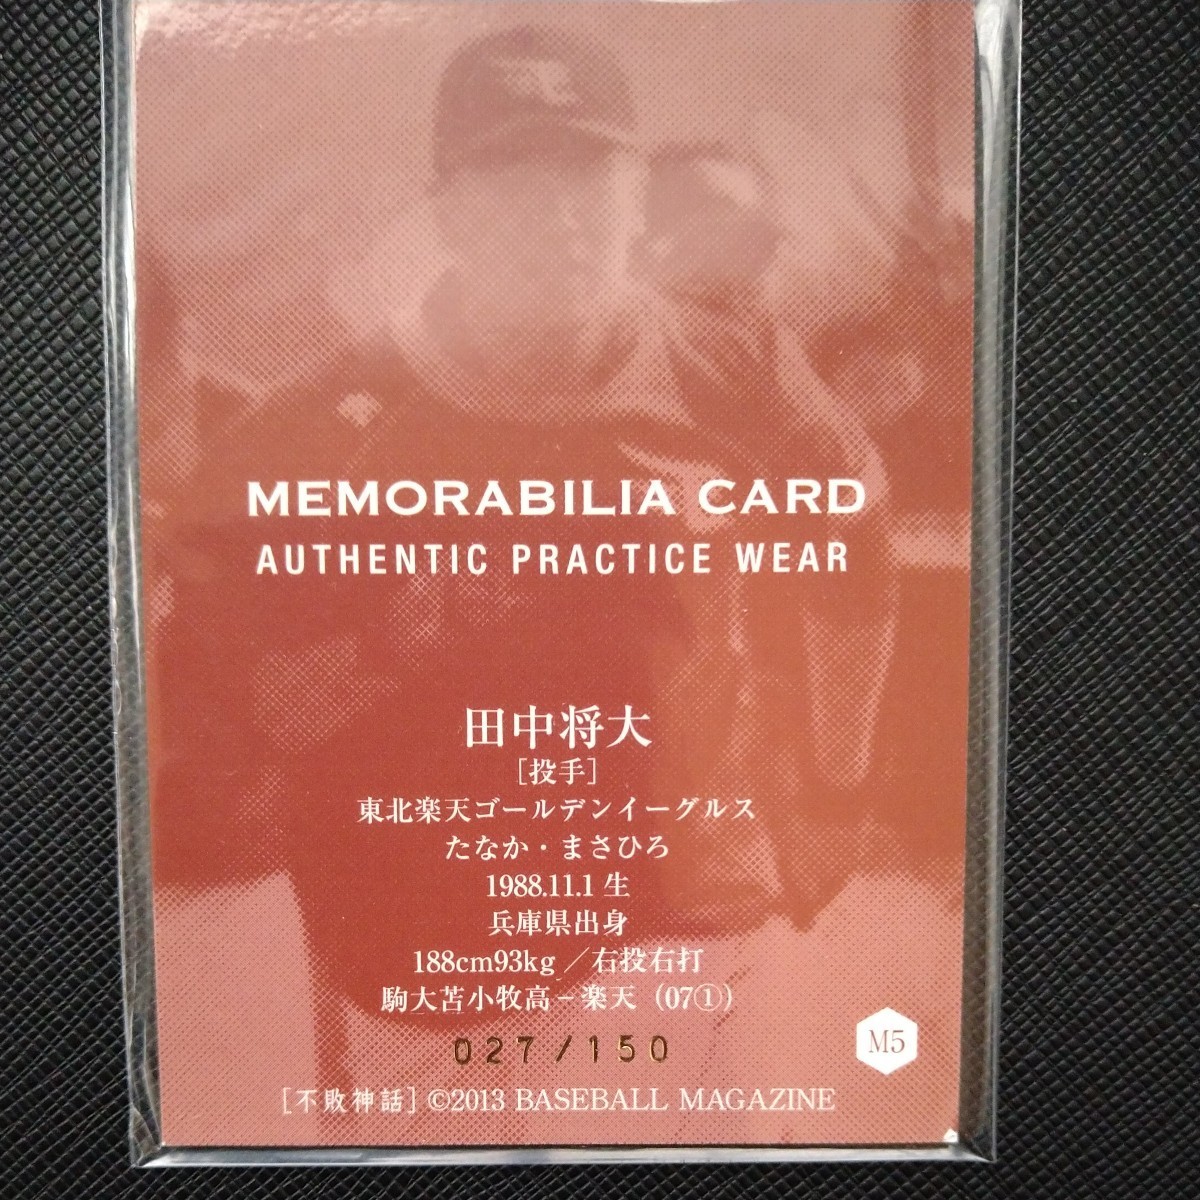 MEMORABILIA CARD
AUTHENTIC PRACTICE WEAR
田中将大
［投手］
東北楽天ゴールデンイーグルス
たなか・まさひろ
1988.11.1 生
兵庫県出身
188cm93kg／右投右打
駒大苫小牧高－楽天（07①）
027/150
M5
［不敗神話］©2013 BASEBALL MAGAZINE